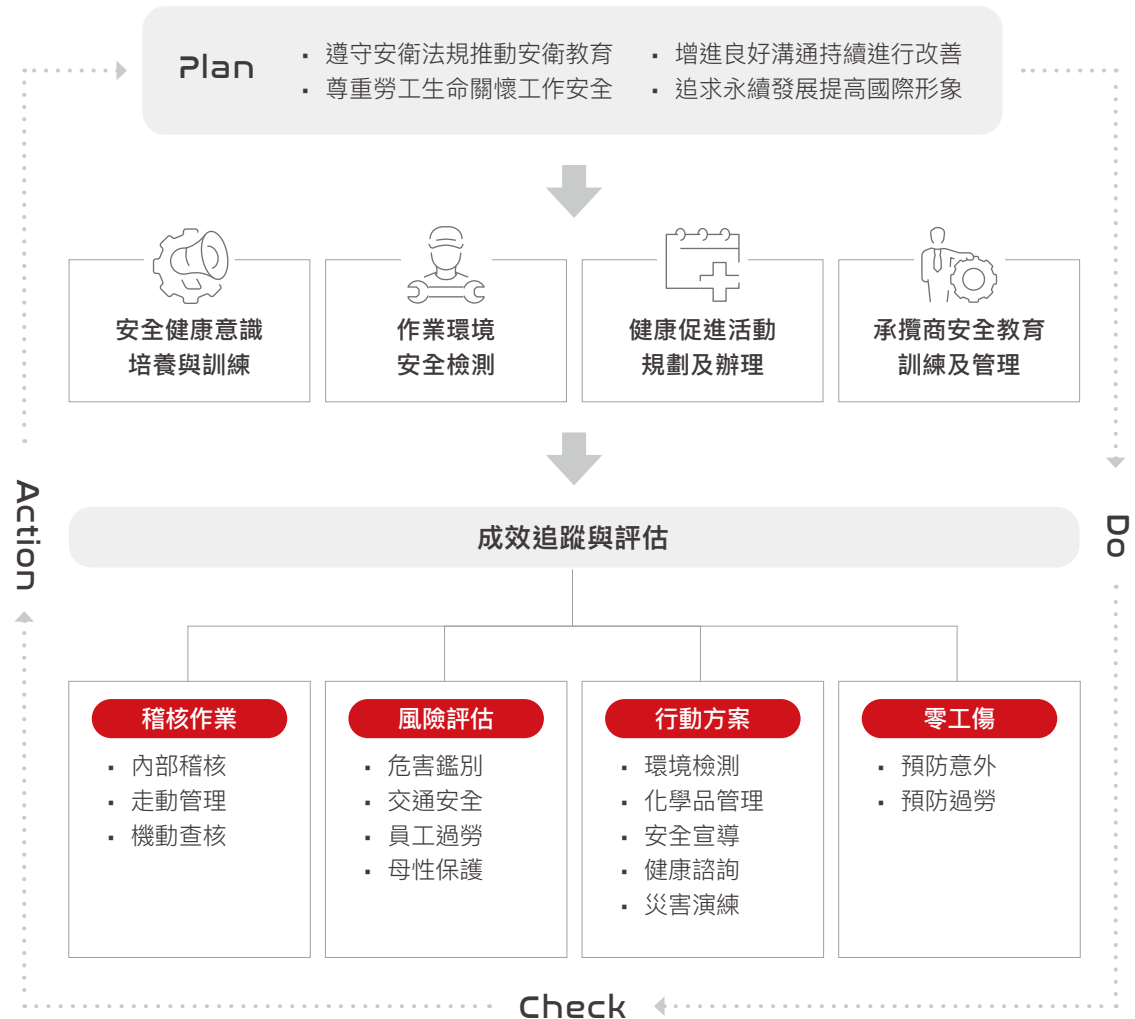 Plan
▪ 遵守安衛法規推動安衛教育
▪ 尊重勞工生命關懷工作安全
▪ 增進良好溝通持續進行改善
▪ 追求永續發展提高國際形象
安全健康意識
培養與訓練
作業環境
安全檢測
健康促進活動
規劃及辦理
承攬商安全教育
訓練及管理
Action
Do
成效追蹤與評估
稽核作業
▪ 內部稽核
▪ 走動管理
▪ 機動查核
風險評估
▪ 危害鑑別
▪ 交通安全
▪ 員工過勞
▪ 母性保護
行動方案
▪ 環境檢測
▪ 化學品管理
▪ 安全宣導
▪ 健康諮詢
▪ 災害演練
零工傷
▪ 預防意外
▪ 預防過勞
Check